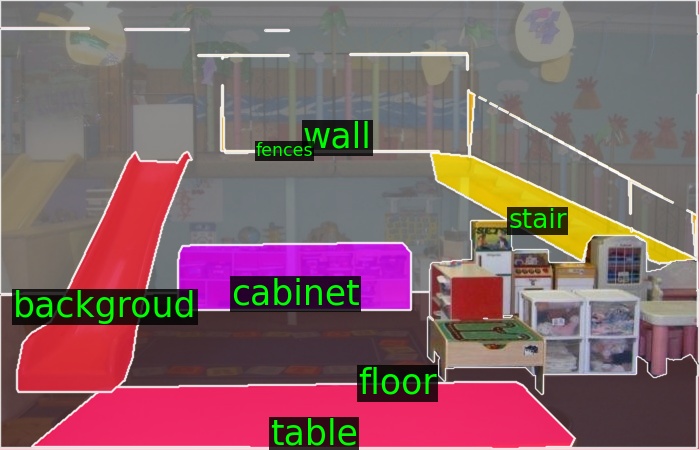 wall
fences
stair
cabinet
backgroud
floor
table